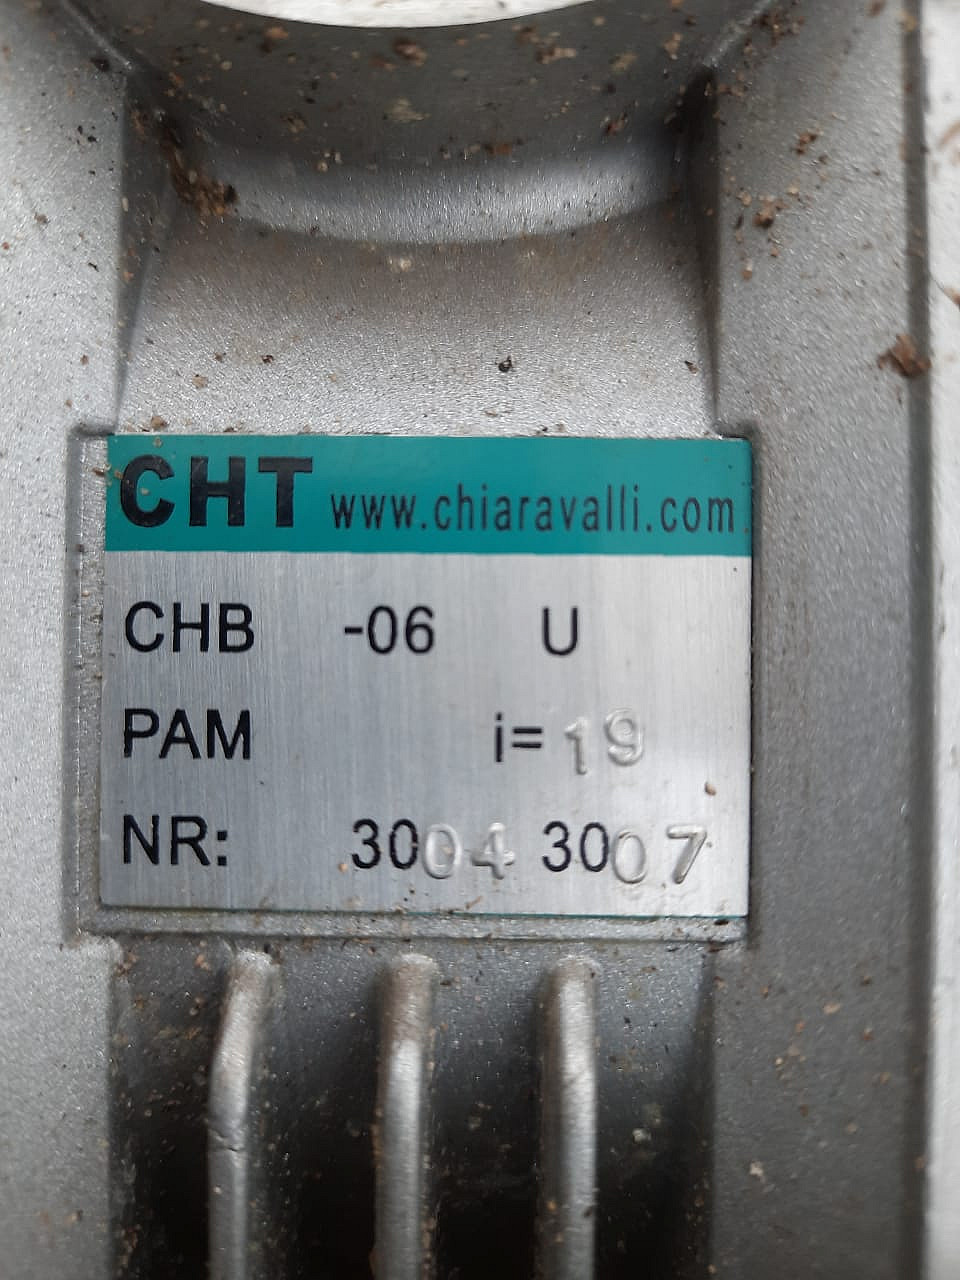 CHT www.chiaravalli.com
CHB -06 U
PAM i=19
NR: 3004 3007